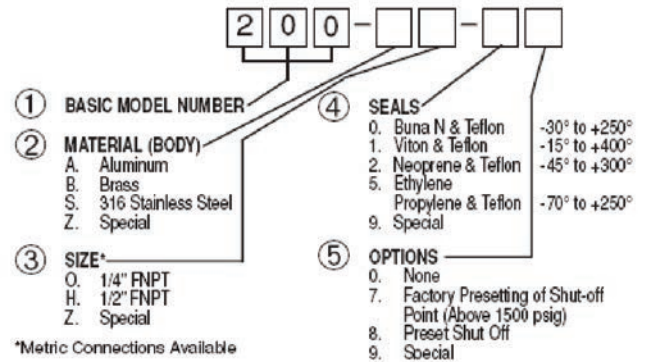 2 0 0 - -
① BASIC MODEL NUMBER
② MATERIAL (BODY)
A. Aluminum
B. Brass
S. 316 Stainless Steel
Z. Special
③ SIZE*
O. 1/4" FNPT
H. 1/2" FNPT
Z. Special
*Metric Connections Available
④ SEALS
0. Buna N & Teflon -30° to +250°
1. Viton & Teflon -15° to +400°
2. Neoprene & Teflon -45° to +300°
5. Ethylene
Propylene & Teflon -70° to +250°
9. Special
⑤ OPTIONS
0. None
7. Factory Presetting of Shut-off
Point (Above 1500 psig)
8. Preset Shut Off
9. Special